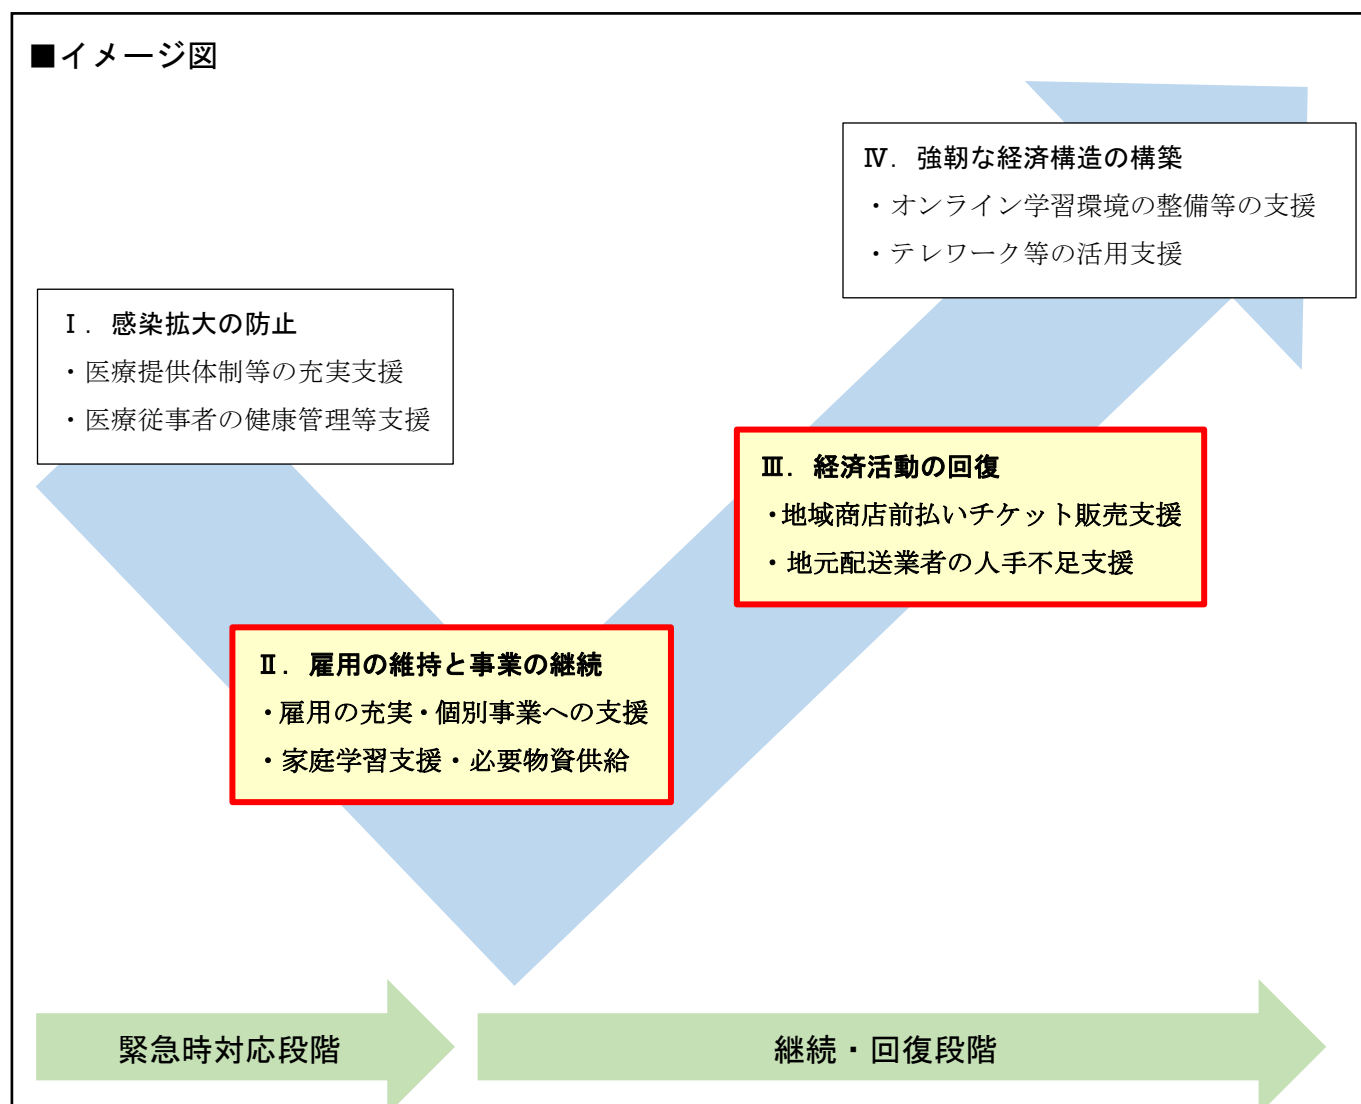 ■イメージ図
Ⅰ．感染拡大の防止
・医療提供体制等の充実支援
・医療従事者の健康管理等支援
Ⅱ．雇用の維持と事業の継続
・雇用の充実・個別事業への支援
・家庭学習支援・必要物資供給
Ⅲ．経済活動の回復
・地域商店前払いチケット販売支援
・地元配送業者の人手不足支援
Ⅳ．強靭な経済構造の構築
・オンライン学習環境の整備等の支援
・テレワーク等の活用支援
緊急時対応段階
継続・回復段階